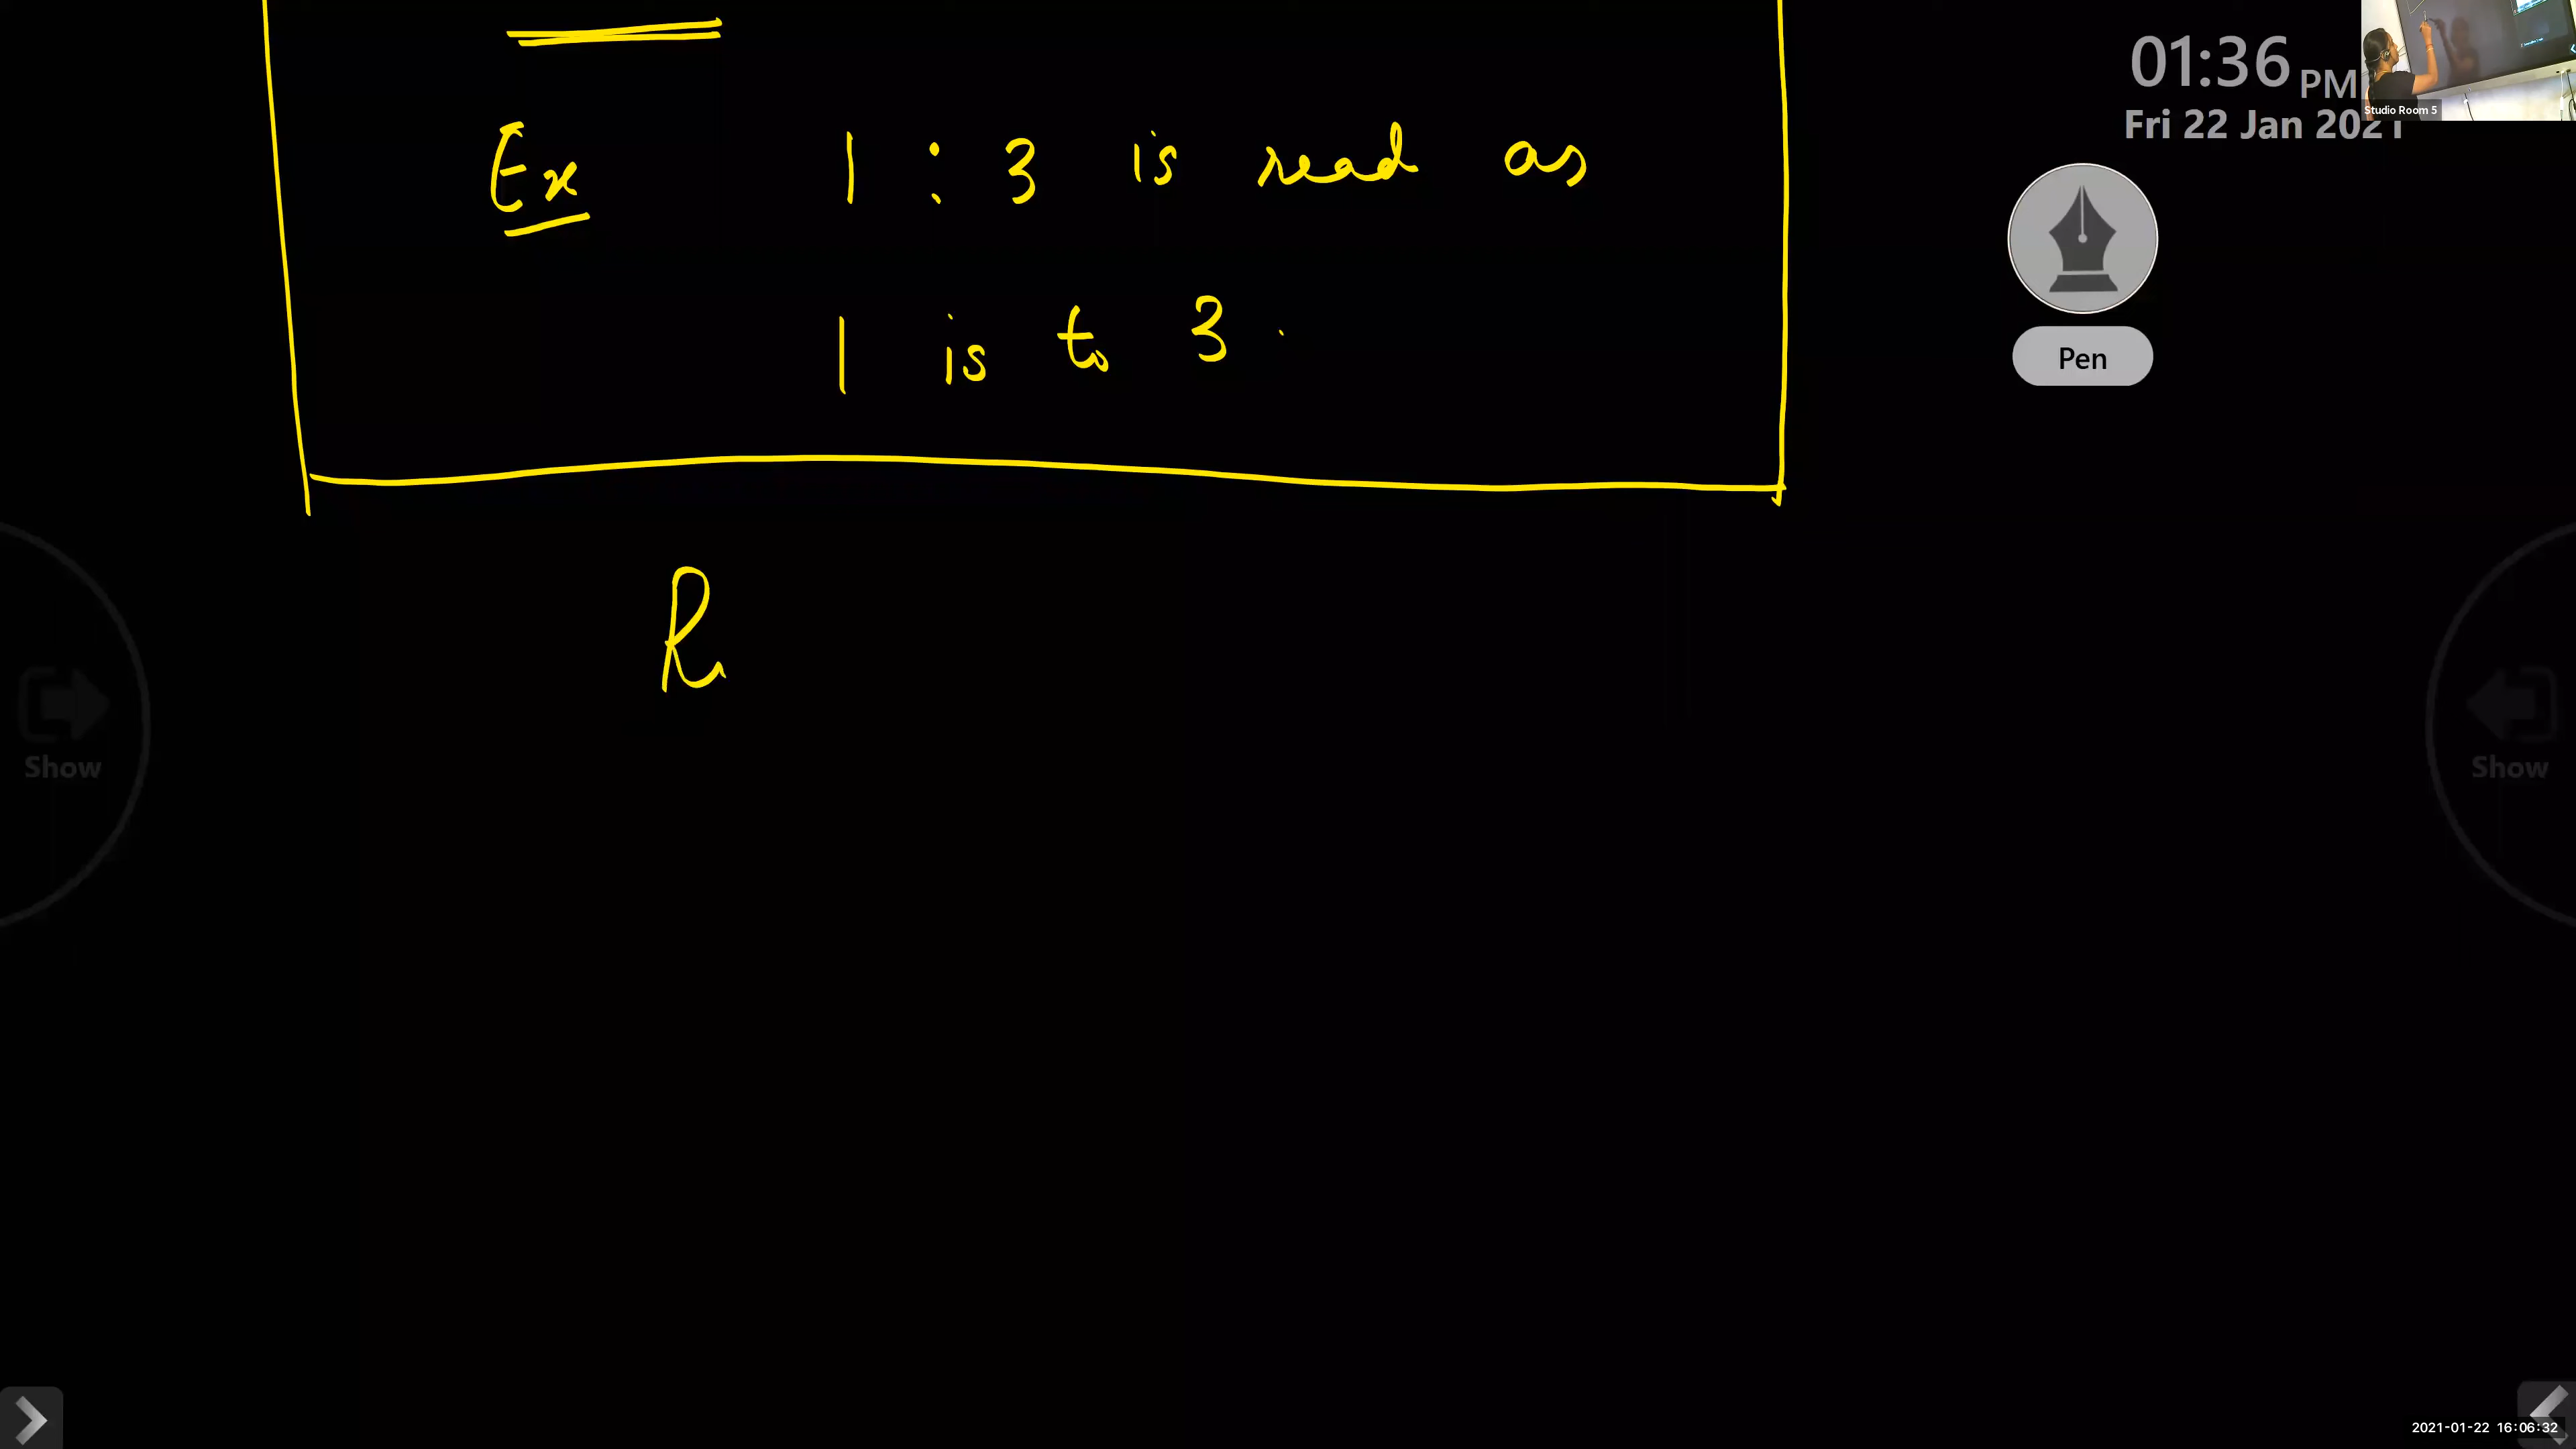 01:36 PM
Studio Room 5
Fri 22 Jan 2021
Ex 1 : 3 is read as
Pen
1 is to 3 .
R
Show
Show
2021-01-22 16:06:32